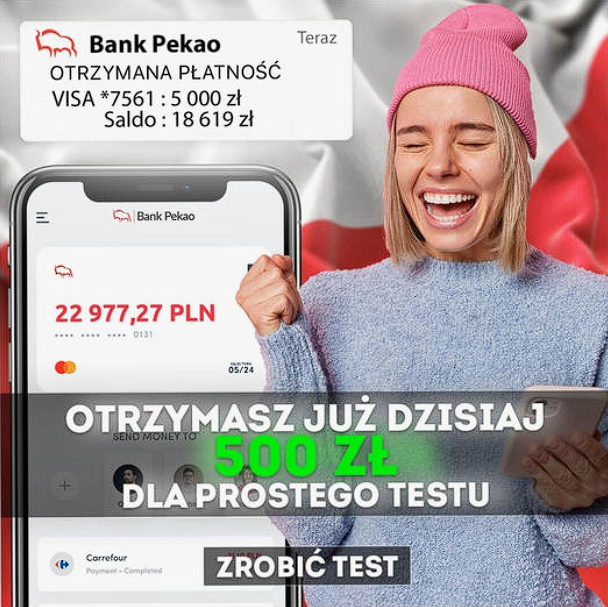 Bank Pekao
Teraz
OTRZYMANA PŁATNOŚĆ
VISA *7561 : 5 000 zł
Saldo : 18 619 zł
Bank Pekao
22 977,27 PLN
0131
05/24
OTRZYMASZ JUŻ DZISIAJ
SEND MONEY TO
500 ZŁ
DLA PROSTEGO TESTU
Carrefour
Payment - Completed
ZROBIĆ TEST